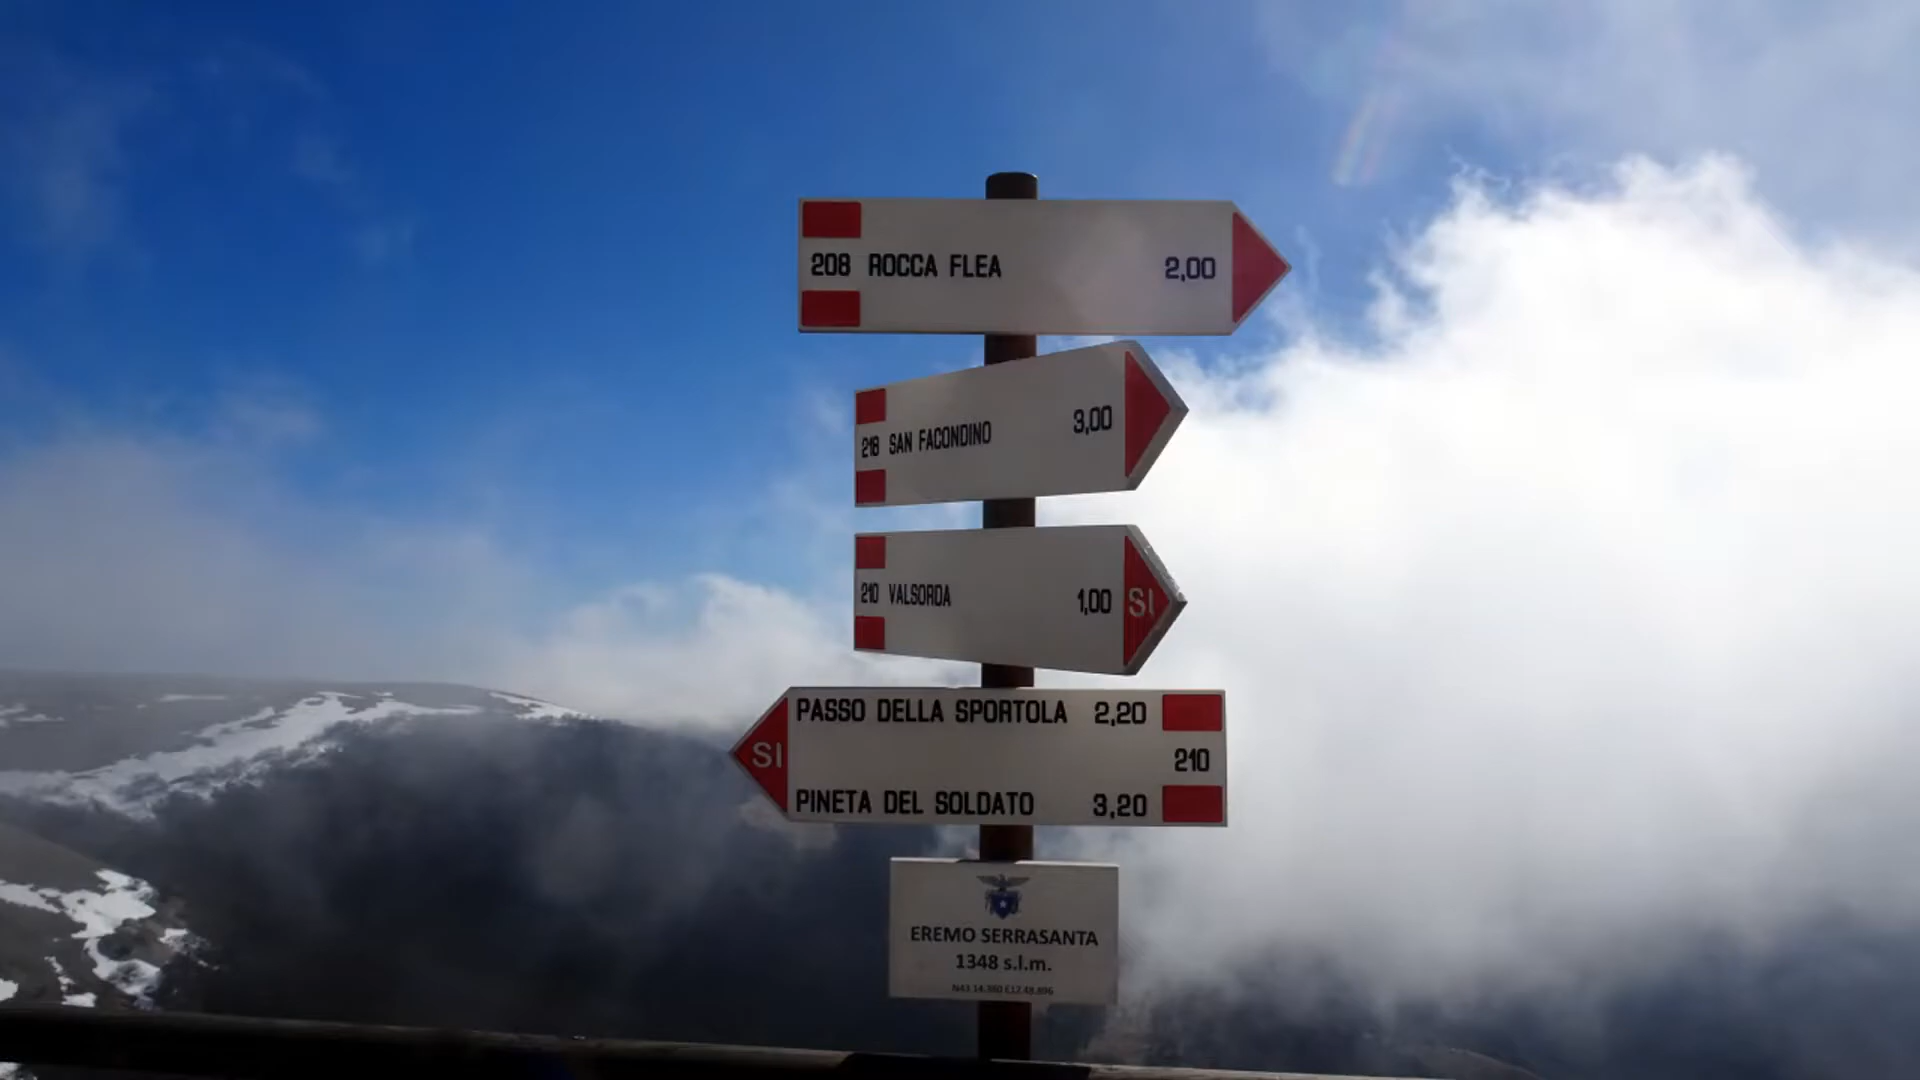 208 ROCCA FLEA 2,00
218 SAN FACONDINO 3,00
210 VALSORDA 1,00 SI
PASSO DELLA SPORTOLA 2,20
SI 210
PINETA DEL SOLDATO 3,20
EREMO SERRASANTA
1348 s.l.m.